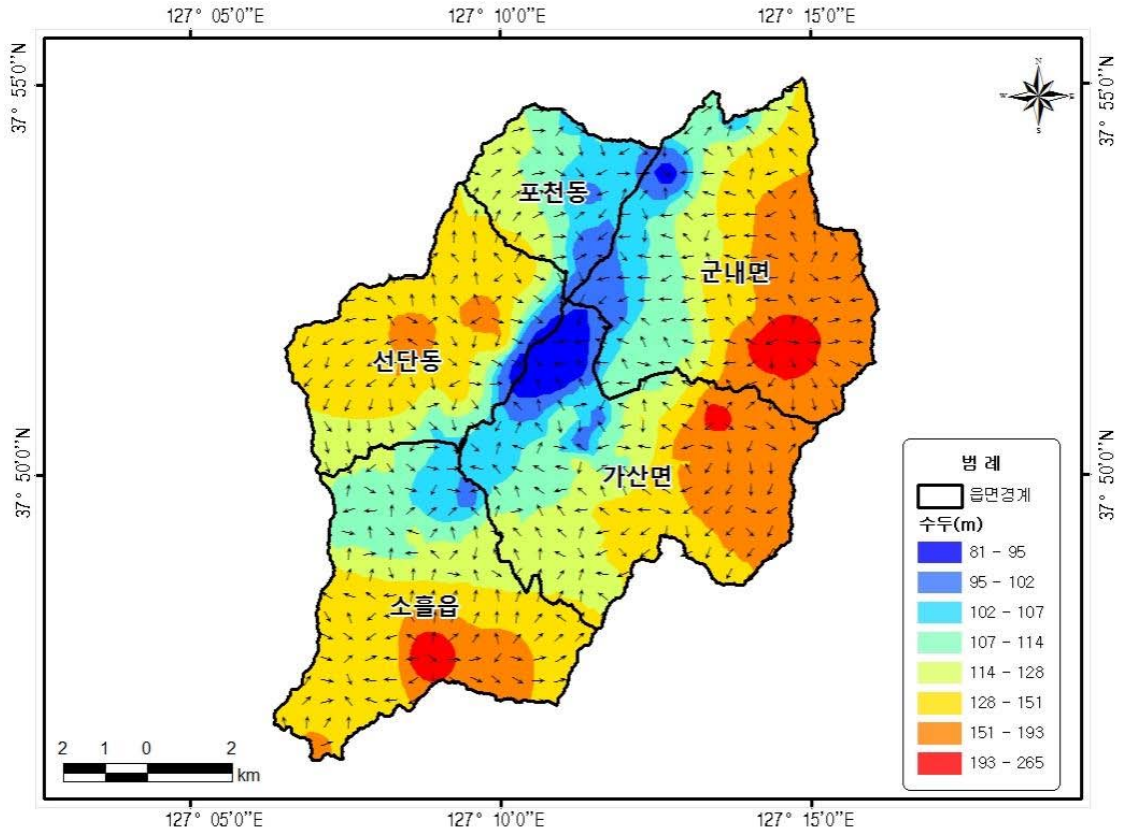 127° 05'0"E
127° 10'0"E
127° 15'0"E
37° 55'0"N
37° 55'0"N
N
W
E
S
포천동
군내면
선단동
37° 50'0"N
37° 50'0"N
가산면
소흘읍
범 례
읍면경계
수두(m)
81 - 95
95 - 102
102 - 107
107 - 114
114 - 128
128 - 151
151 - 193
193 - 265
2 1 0 2
km
127° 05'0"E
127° 10'0"E
127° 15'0"E